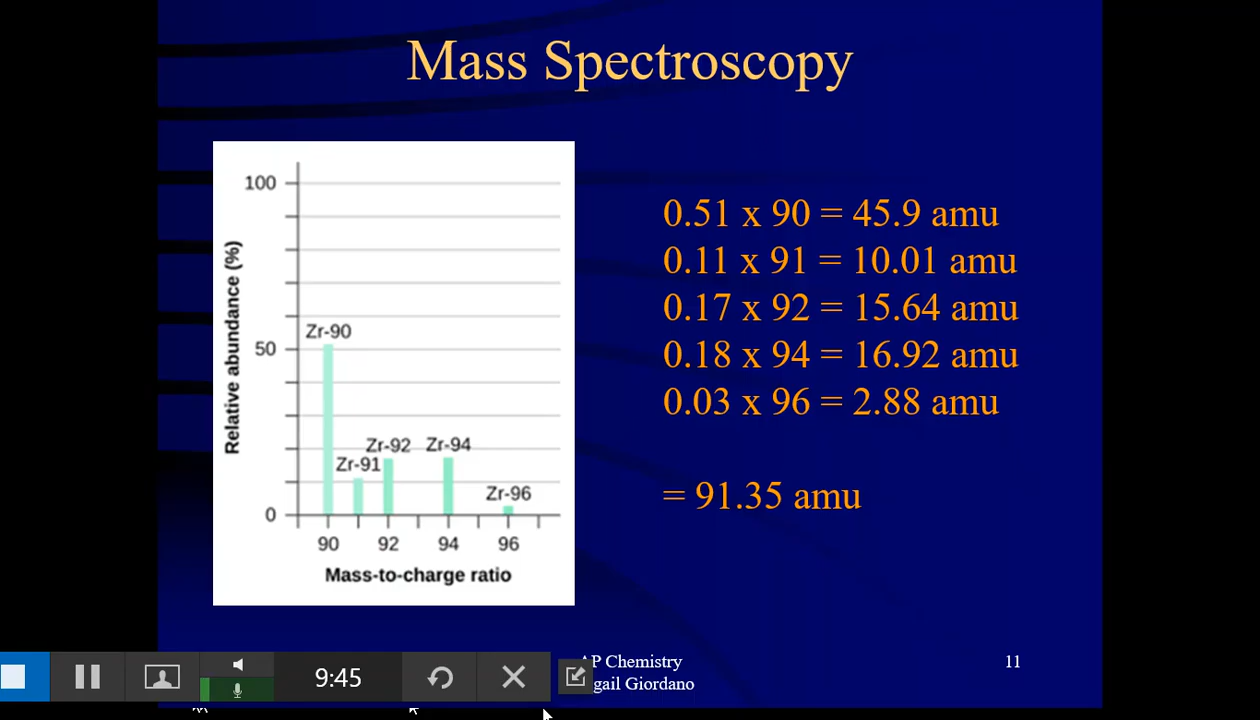 Mass Spectroscopy
100
50
0
Relative abundance (%)
Zr-90
Zr-91
Zr-92
Zr-94
Zr-96
90 92 94 96
Mass-to-charge ratio
0.51 x 90 = 45.9 amu
0.11 x 91 = 10.01 amu
0.17 x 92 = 15.64 amu
0.18 x 94 = 16.92 amu
0.03 x 96 = 2.88 amu
= 91.35 amu
Chemistry
Giordano
11
9:45